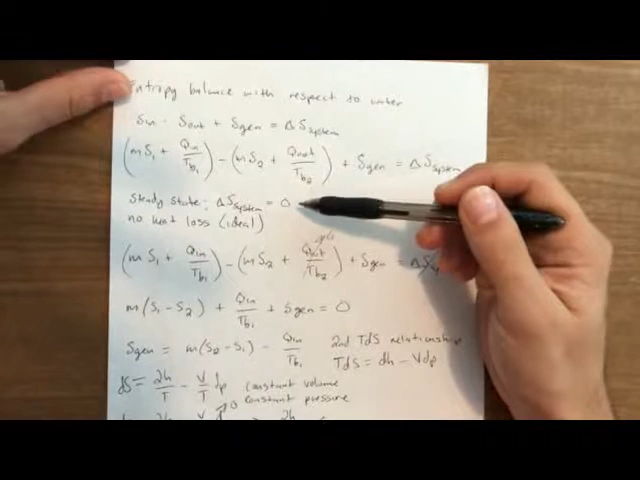 Entropy balance with respect to water
Sin - Sout + Sgen = ΔSsystem
(mS1 + Qin/Tb1) - (mS2 + Qout/Tb2) + Sgen = ΔSsystem
Steady state: ΔSsystem = 0
no heat loss (ideal)
(mS1 + Qin/Tb1) - (mS2 + Qout/Tb2) + Sgen =
m(S1 - S2) + Qin/Tb1 + Sgen = 0
Sgen = m(S2 - S1) - Qin/Tb1
2nd TdS relationship
TdS = dh - Vdp
dS = dh/T - V/T dp
constant volume
constant pressure